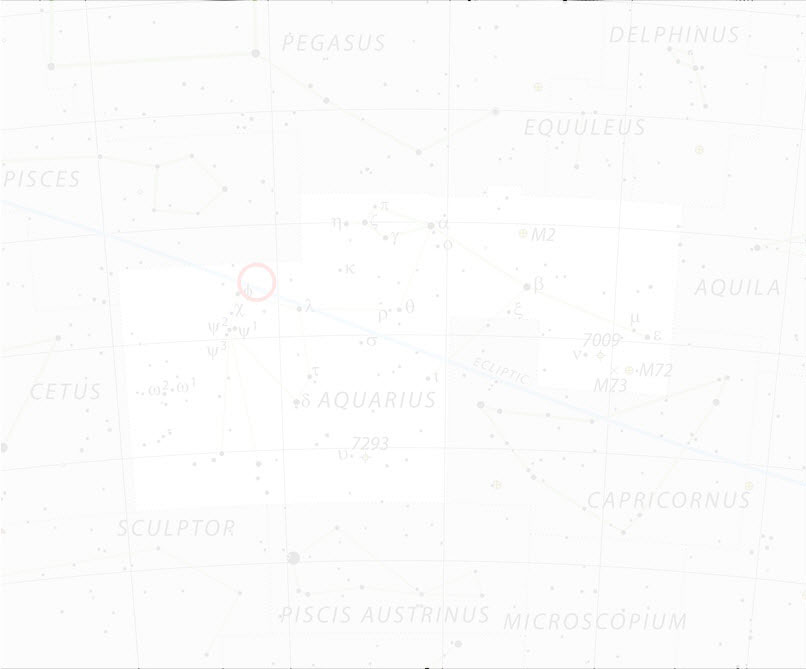 PEGASUS
DELPHINUS
EQUULEUS
PISCES
π
η ζ α
γ ο
M2
κ
AQUILA
β
ϕ
χ λ ρ θ ξ
ψ² ψ¹
ψ³
μ
ε
σ
7009
ν
ECLIPTIC
M72
M73
τ ι
CETUS
ω² ω¹
δ AQUARIUS
7293
υ
CAPRICORNUS
SCULPTOR
PISCIS AUSTRINUS
MICROSCOPIUM